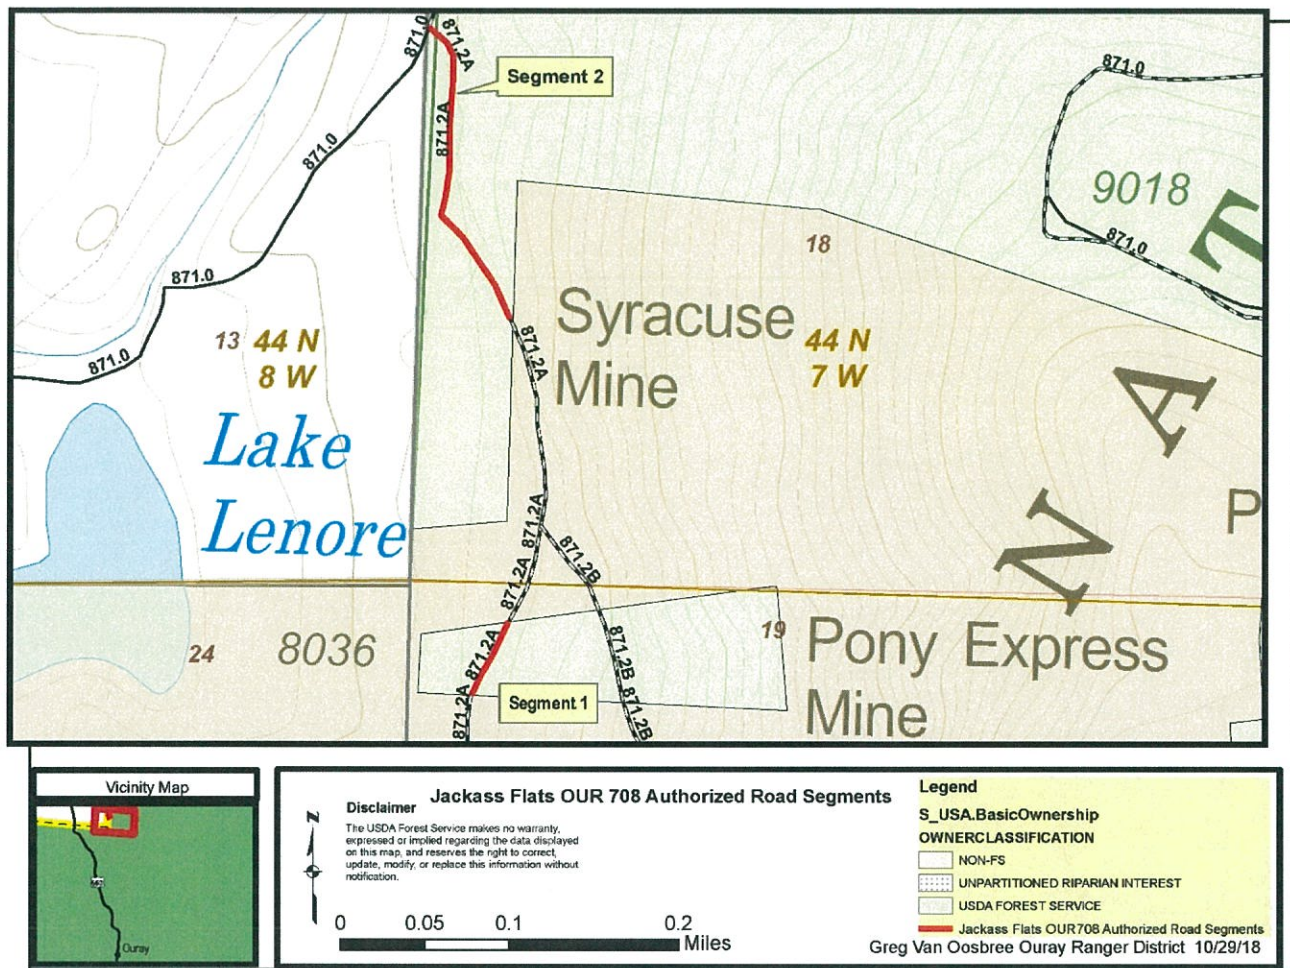 871.0
871.2A
Segment 2
871.0
871.2A
871.0
9018
871.0
T
18
871.0
Syracuse
Mine
871.2A
13 44 N
8 W
44 N
7 W
871.0
A
Lake
Lenore
N
P
871.2A
871.2B
871.2A
8036
24
871.2A
19
Pony Express
Mine
871.2B
871.2A
Segment 1
871.2B
Vicinity Map
Ouray
Jackass Flats OUR 708 Authorized Road Segments
N
Disclaimer
The USDA Forest Service makes no warranty,
expressed or implied regarding the data displayed
on this map, and reserves the right to correct,
update, modify, or replace this information without
notification.
0 0.05 0.1 0.2
Miles
Legend
S_USA.BasicOwnership
OWNERCLASSIFICATION
NON-FS
UNPARTITIONED RIPARIAN INTEREST
USDA FOREST SERVICE
Jackass Flats OUR708 Authorized Road Segments
Greg Van Oosbree Ouray Ranger District 10/29/18